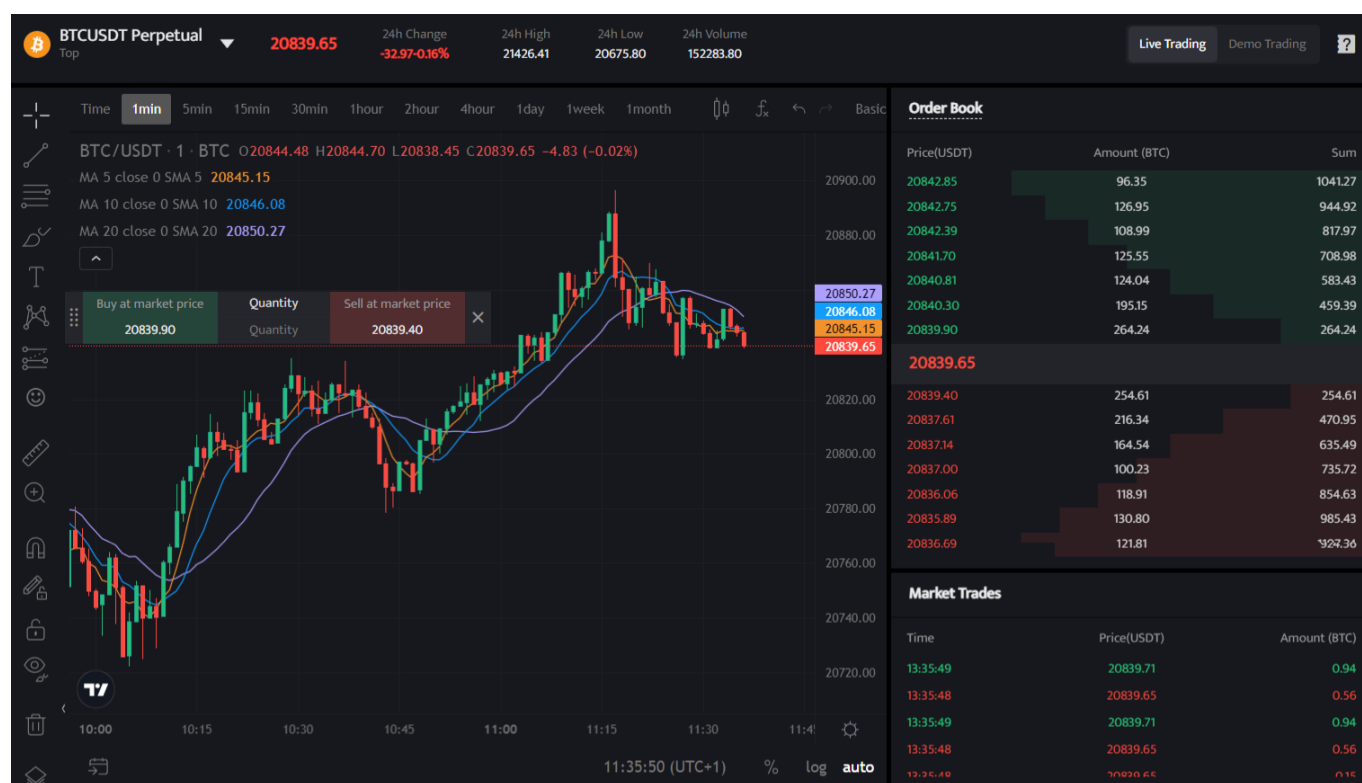 BTCUSDT Perpetual
Top
20839.65
24h Change
-32.97-0.16%
24h High
21426.41
24h Low
20675.80
24h Volume
152283.80
Live Trading Demo Trading
Time 1min 5min 15min 30min 1hour 2hour 4hour 1day 1week 1month Basic
BTC/USDT · 1 · BTC O20844.48 H20844.70 L20838.45 C20839.65 −4.83 (−0.02%)
MA 5 close 0 SMA 5 20845.15
MA 10 close 0 SMA 10 20846.08
MA 20 close 0 SMA 20 20850.27
Buy at market price
20839.90
Quantity
Quantity
Sell at market price
20839.40
20900.00
20880.00
20850.27
20846.08
20845.15
20839.65
20820.00
20800.00
20780.00
20760.00
20740.00
20720.00
10:00 10:15 10:30 10:45 11:00 11:15 11:30
11:35:50 (UTC+1) % log auto
Order Book
Price(USDT) Amount (BTC) Sum
20842.85 96.35 1041.27
20842.75 126.95 944.92
20842.39 108.99 817.97
20841.70 125.55 708.98
20840.81 124.04 583.43
20840.30 195.15 459.39
20839.90 264.24 264.24
20839.65
20839.40 254.61 254.61
20837.61 216.34 470.95
20837.14 164.54 635.49
20837.00 100.23 735.72
20836.06 118.91 854.63
20835.89 130.80 985.43
20836.69 121.81
Market Trades
Time Price(USDT) Amount (BTC)
13:35:49 20839.71 0.94
13:35:48 20839.65 0.56
13:35:49 20839.71 0.94
13:35:48 20839.65 0.56
13:35:48 20839.65 0.15